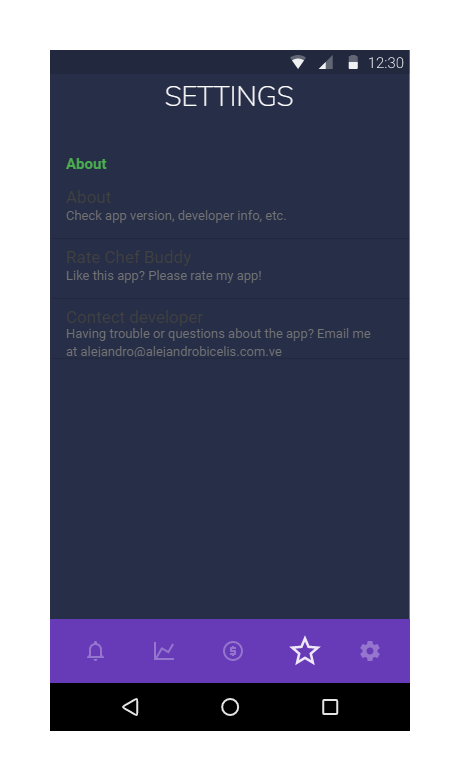 12:30
SETTINGS
About
About
Check app version, developer info, etc.
Rate Chef Buddy
Like this app? Please rate my app!
Contect developer
Having trouble or questions about the app? Email me
at alejandro@alejandrobicelis.com.ve